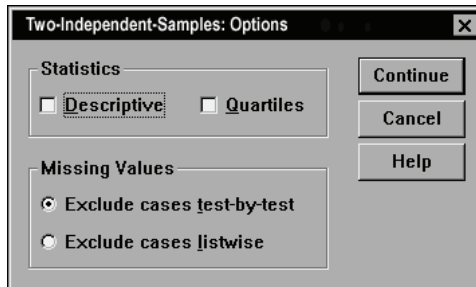 Two-Independent-Samples: Options
Statistics
Descriptive
Quartiles
Continue
Cancel
Help
Missing Values
Exclude cases test-by-test
Exclude cases listwise